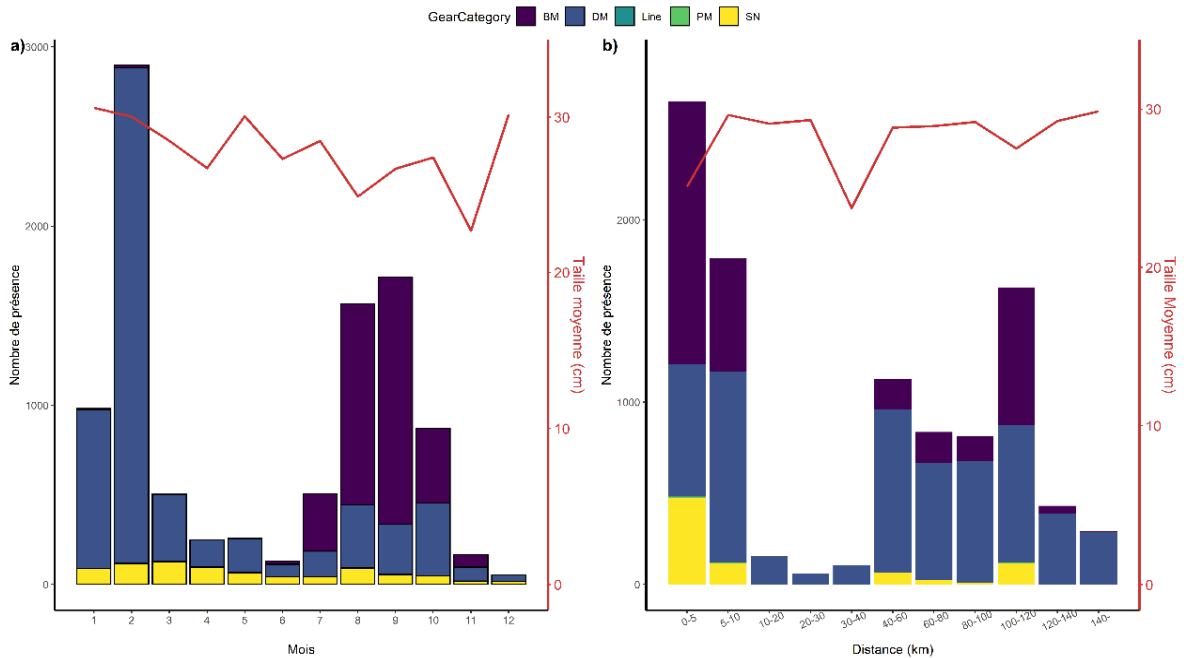 GearCategory BM DM Line PM SN
a)
3000
2000
1000
0
Nombre de présence
30
20
10
0
Taille moyenne (cm)
1 2 3 4 5 6 7 8 9 10 11 12
Mois
b)
2000
1000
0
Nombre de présence
30
20
10
0
Taille Moyenne (cm)
0-5 5-10 10-20 20-30 30-40 40-60 60-80 80-100 100-120 120-140 140-
Distance (km)